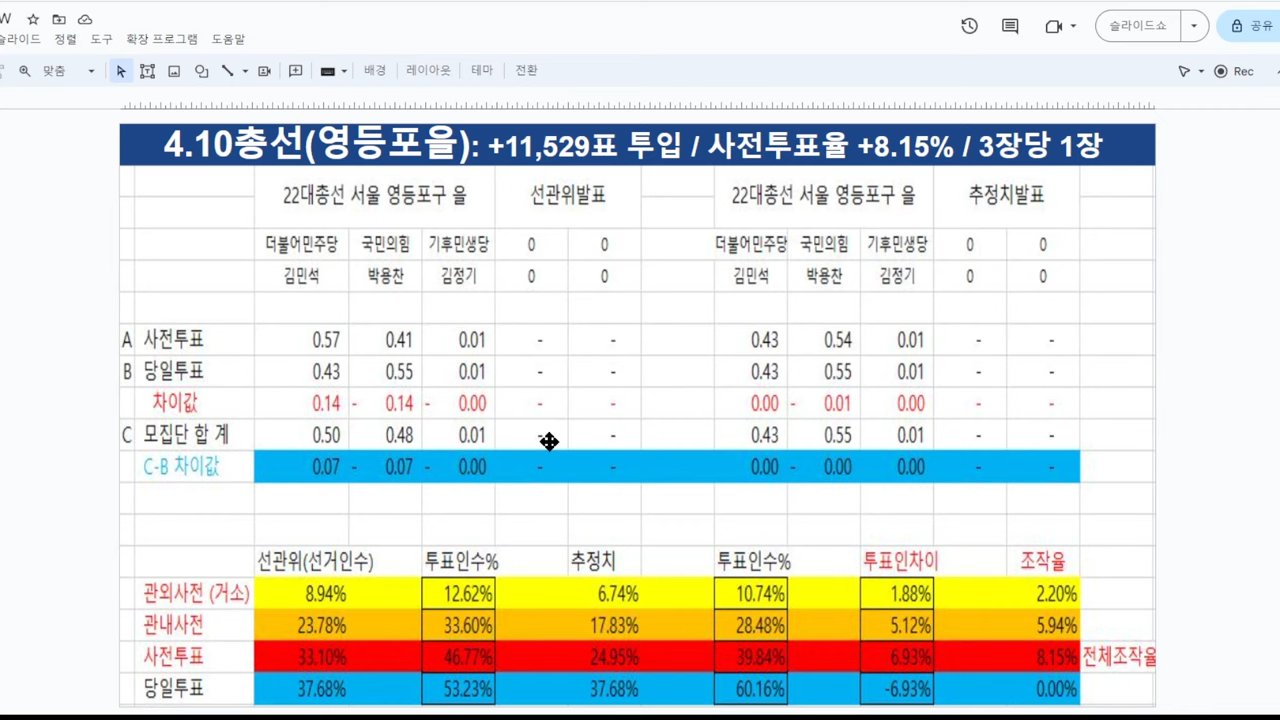 W
슬라이드 정렬 도구 확장 프로그램 도움말
슬라이드쇼 공유
맞춤 배경 레이아웃 테마 전환 Rec
4.10총선(영등포을): +11,529표 투입 / 사전투표율 +8.15% / 3장당 1장
22대총선 서울 영등포구 을 선관위발표 22대총선 서울 영등포구 을 추정치발표
더불어민주당 국민의힘 기후민생당 0 0 더불어민주당 국민의힘 기후민생당 0 0
김민석 박용찬 김정기 0 0 김민석 박용찬 김정기 0 0
A 사전투표 0.57 0.41 0.01 - - 0.43 0.54 0.01 - -
B 당일투표 0.43 0.55 0.01 - - 0.43 0.55 0.01 - -
차이값 0.14 - 0.14 - 0.00 - - 0.00 - 0.01 0.00 - -
C 모집단 합 계 0.50 0.48 0.01 - - 0.43 0.55 0.01 - -
C-B 차이값 0.07 - 0.07 - 0.00 - - 0.00 - 0.00 0.00 - -
선관위(선거인수) 투표인수% 추정치 투표인수% 투표인차이 조작율
관외사전 (거소) 8.94% 12.62% 6.74% 10.74% 1.88% 2.20%
관내사전 23.78% 33.60% 17.83% 28.48% 5.12% 5.94%
사전투표 33.10% 46.77% 24.95% 39.84% 6.93% 8.15% 전체조작율
당일투표 37.68% 53.23% 37.68% 60.16% -6.93% 0.00%